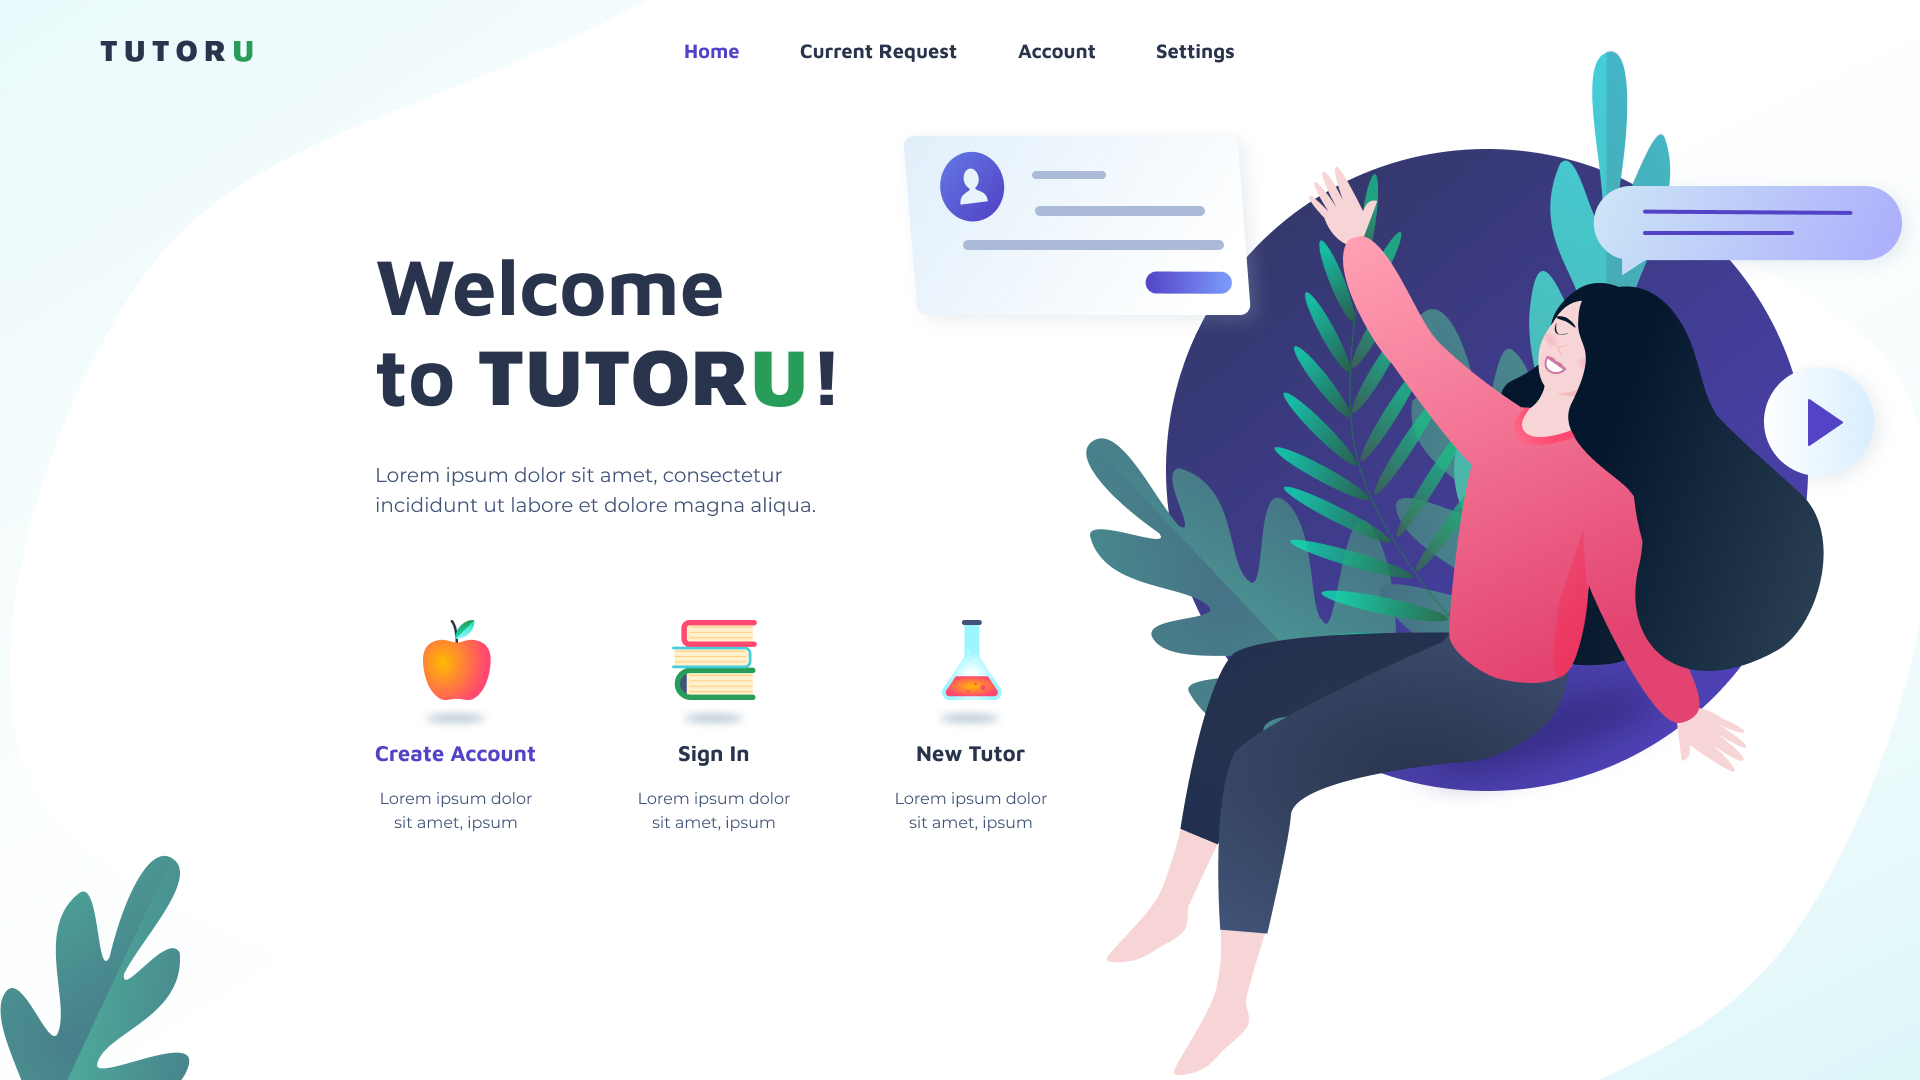 TUTORU
Home
Current Request
Account
Settings
Welcome
to TUTORU!
Lorem ipsum dolor sit amet, consectetur
incididunt ut labore et dolore magna aliqua.
Create Account
Lorem ipsum dolor
sit amet, ipsum
Sign In
Lorem ipsum dolor
sit amet, ipsum
New Tutor
Lorem ipsum dolor
sit amet, ipsum